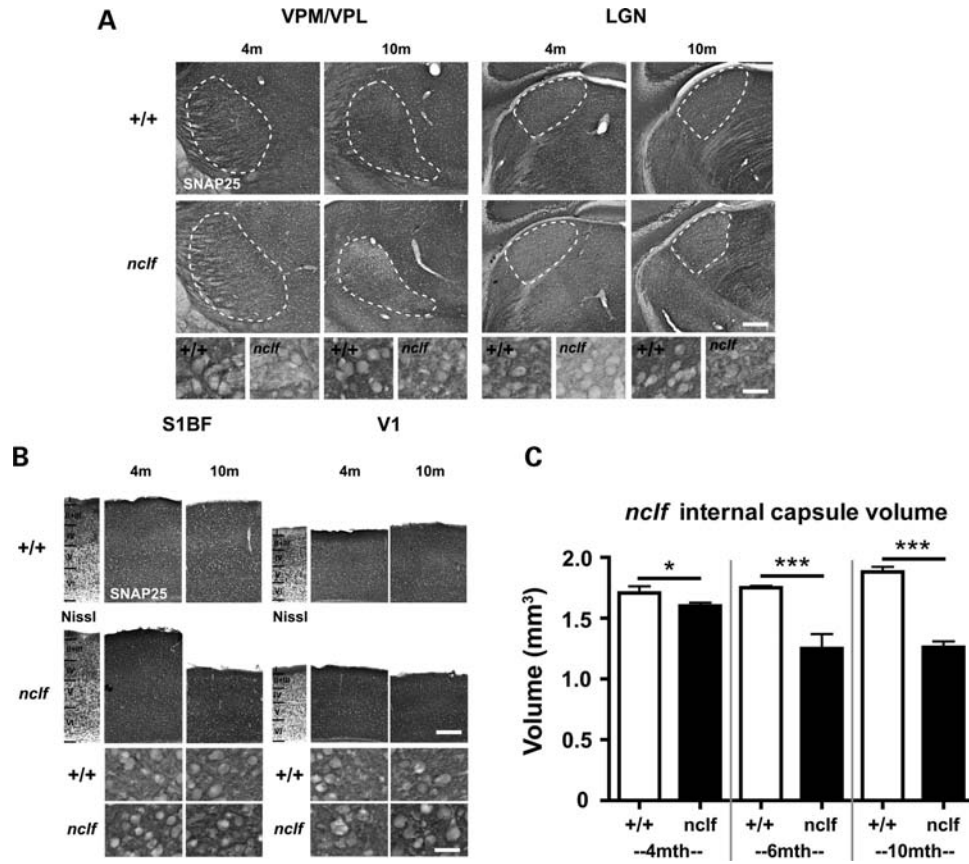 A
VPM/VPL LGN
4m 10m 4m 10m
+/+
SNAP25
nclf
+/+ nclf +/+ nclf +/+ nclf +/+ nclf
B
S1BF V1
4m 10m 4m 10m
+/+
SNAP25
Nissl Nissl
nclf
+/+ +/+
nclf nclf
C
nclf internal capsule volume
* *** ***
Volume (mm³)
2.0
1.5
1.0
0.5
0
+/+ nclf +/+ nclf +/+ nclf
--4mth-- --6mth-- --10mth--